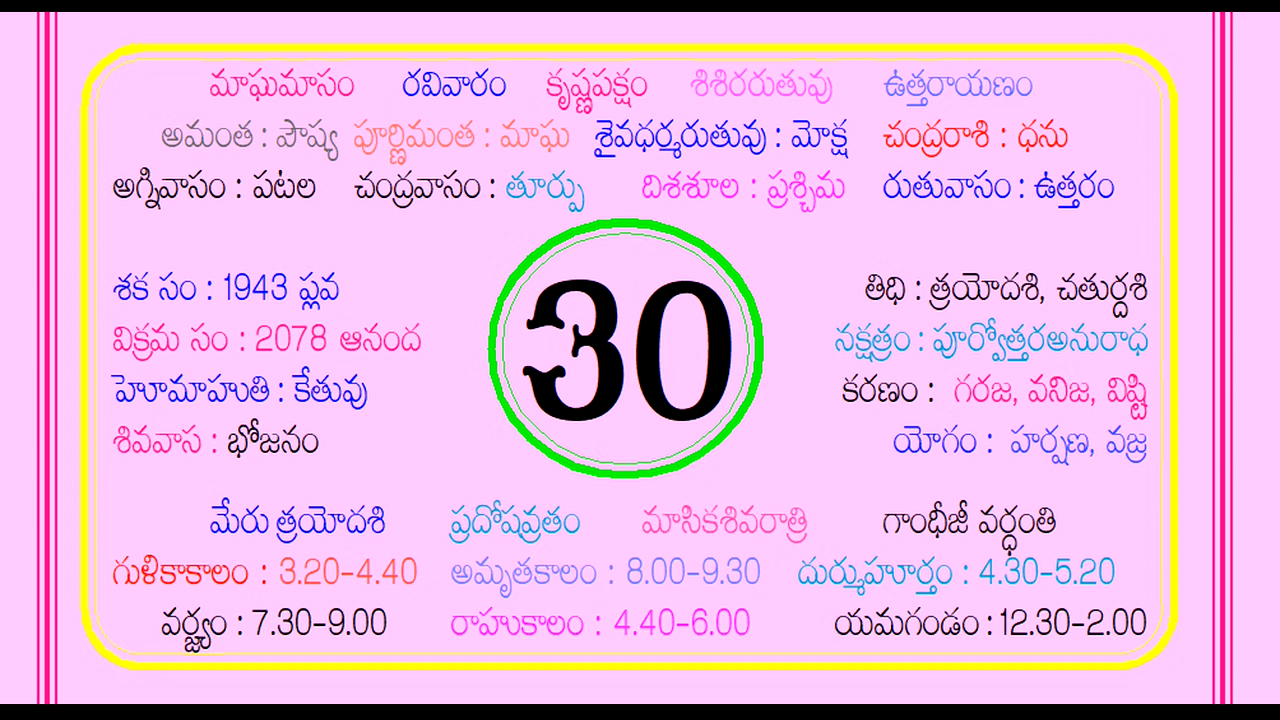 మాఘమాసం రవివారం కృష్ణపక్షం శిశిరరుతువు ఉత్తరాయణం
అమంత : పౌష్య పూర్ణిమంత : మాఘ శైవధర్మరుతువు : మోక్ష చంద్రరాశి : ధను
అగ్నివాసం : పటల చంద్రవాసం : తూర్పు దిశశూల : ప్రశ్చిమ రుతువాసం : ఉత్తరం
శక సం : 1943 ప్లవ
విక్రమ సం : 2078 ఆనంద
హెూమాహుతి : కేతువు
శివవాస : భోజనం
30
తిధి : త్రయోదశి, చతుర్దశి
నక్షత్రం : పూర్వోత్తరఅనురాధ
కరణం : గరజ, వనిజ, విష్టి
యోగం : హర్షణ, వజ్ర
మేరు త్రయోదశి ప్రదోషవ్రతం మాసికశివరాత్రి గాంధీజీ వర్ధంతి
గుళికాకాలం : 3.20-4.40 అమృతకాలం : 8.00-9.30 దుర్ముహూర్తం : 4.30-5.20
వర్జ్యం : 7.30-9.00 రాహుకాలం : 4.40-6.00 యమగండం : 12.30-2.00